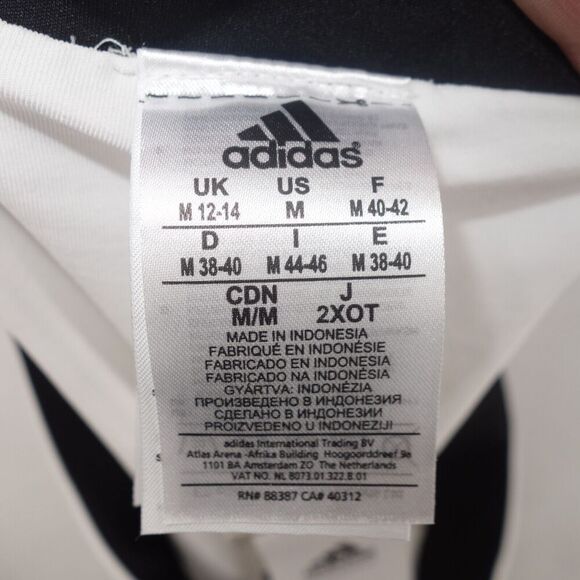 adidas®
UK US F
M 12-14 M M 40-42
D I E
M 38-40 M 44-46 M 38-40
CDN J
M/M 2XOT
MADE IN INDONESIA
FABRIQUÉ EN INDONÉSIE
FABRICADO EN INDONESIA
FABRICADO NA INDONÉSIA
GYÁRTVA: INDONÉZIA
ПРОИЗВЕДЕНО В ИНДОНЕЗИЯ
СДЕЛАНО В ИНДОНЕЗИИ
PROIZVEDENO U INDONEZIJI
adidas International Trading BV
Atlas Arena -Afrika Building Hoogoorddreef 9a
1101 BA Amsterdam ZO The Netherlands
VAT NO. NL 8073.01.322.B.01
RN# 88387 CA# 40312